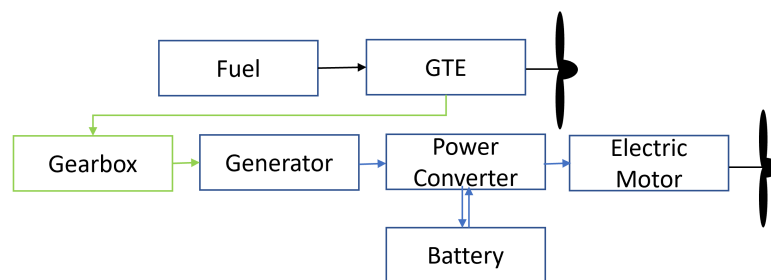 Fuel
GTE
Gearbox
Generator
Power
Converter
Electric
Motor
Battery